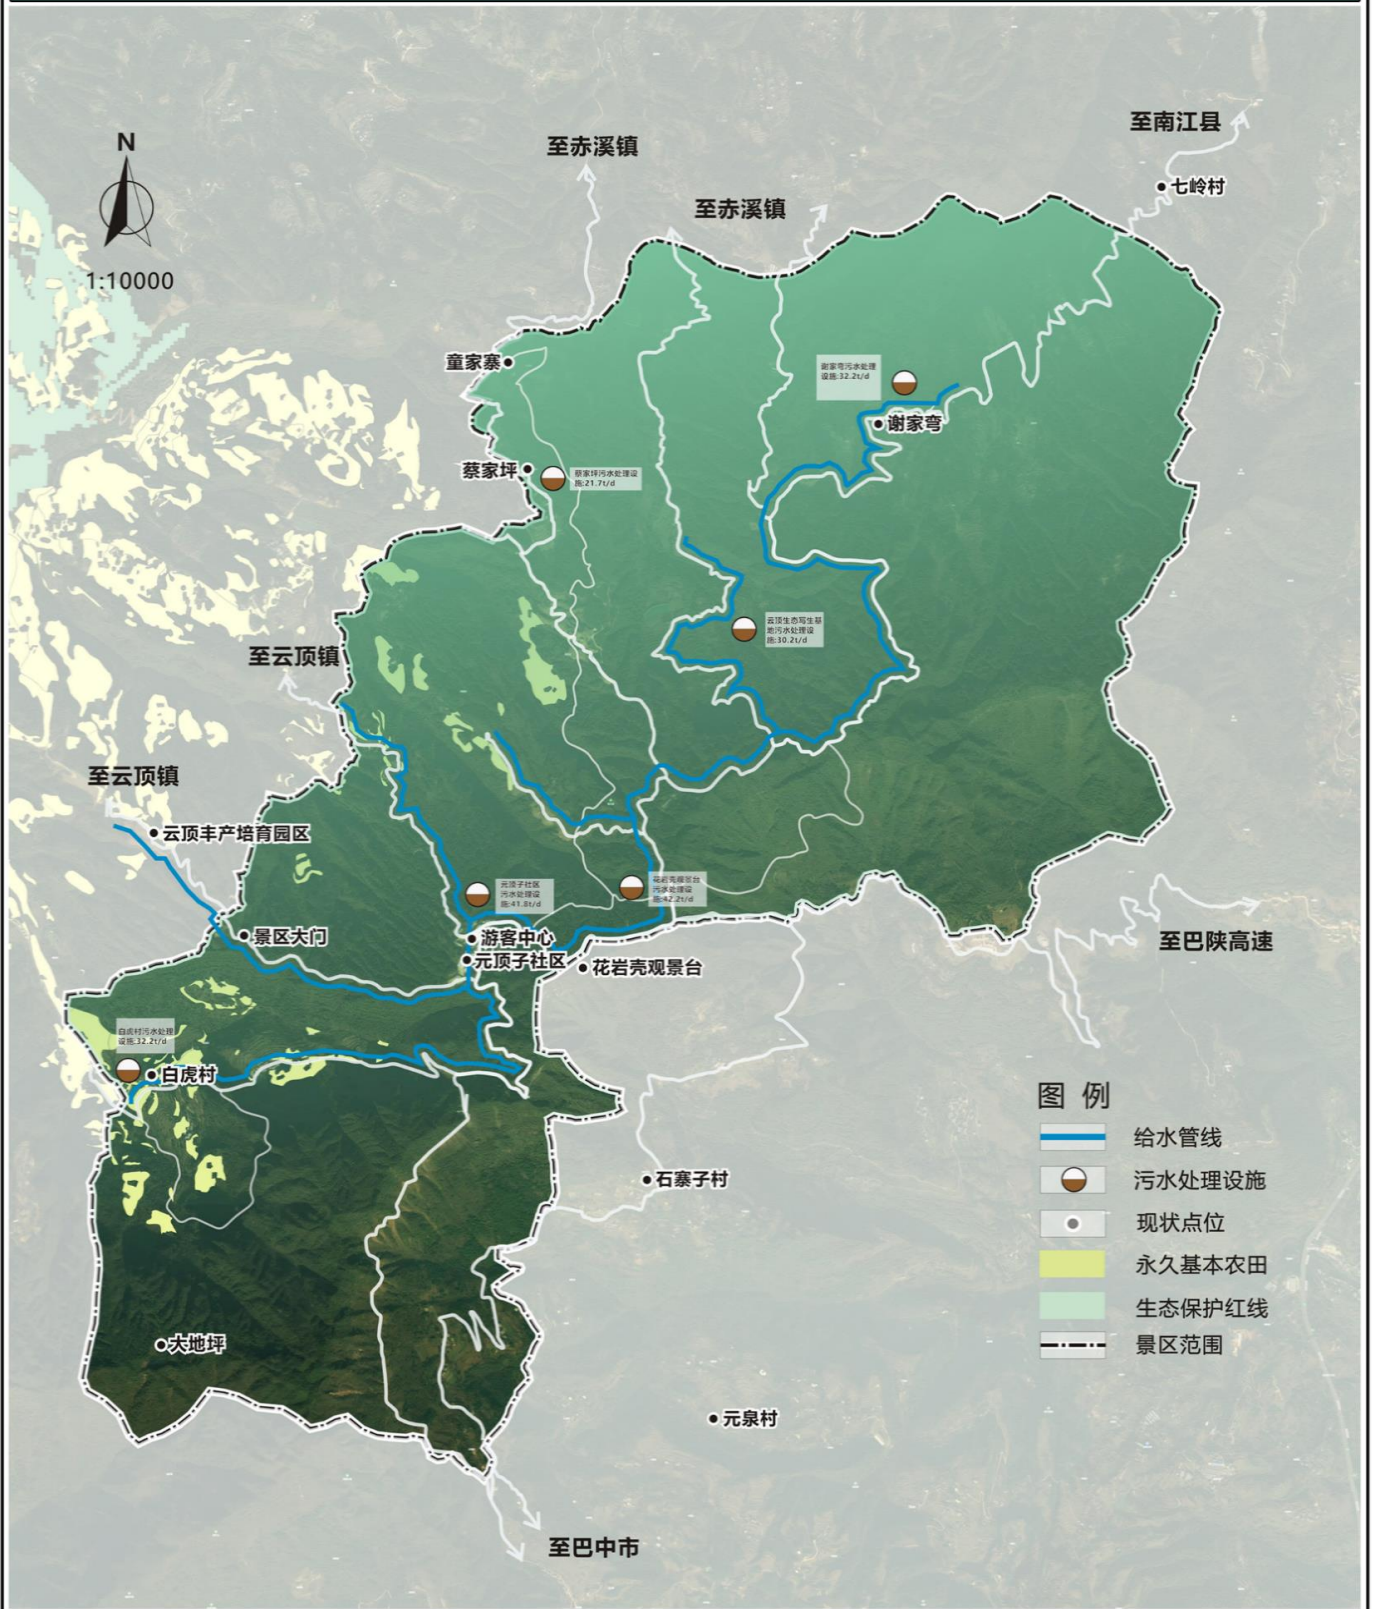 至南江县
N
至赤溪镇
七岭村
至赤溪镇
1:10000
童家寨
谢家弯污水处理
设施:32.2t/d
谢家弯
蔡家坪
蔡家坪污水处理设
施:21.7t/d
云顶生态写生基
地污水处理设
施:30.2t/d
至云顶镇
至云顶镇
云顶丰产培育园区
元顶子社区
污水处理设
施:41.8t/d
花岩壳观景台
污水处理设
施:42.2t/d
景区大门
游客中心
至巴陕高速
元顶子社区
花岩壳观景台
白虎村污水处理
设施:32.2t/d
白虎村
图 例
给水管线
石寨子村
污水处理设施
现状点位
永久基本农田
生态保护红线
大地坪
景区范围
元泉村
至巴中市